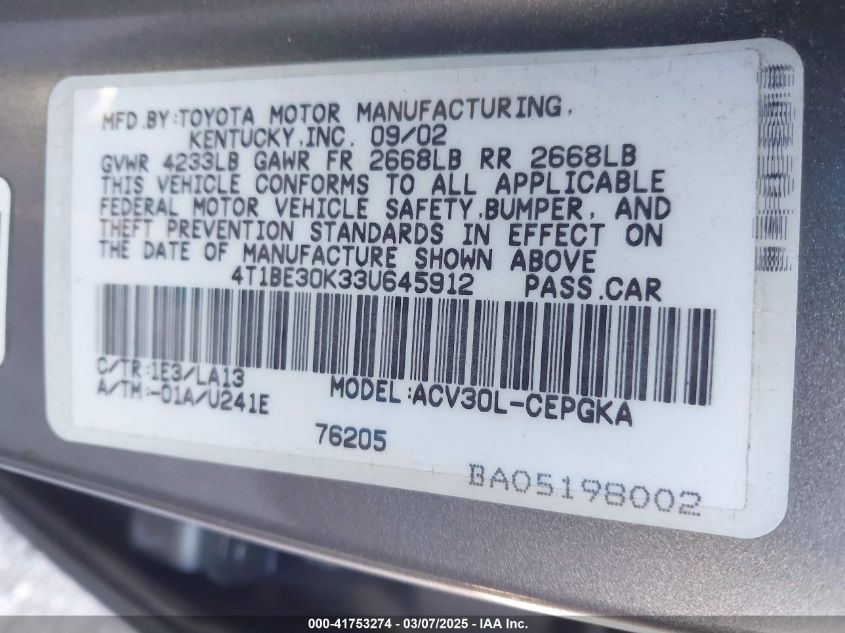 MFD.BY:TOYOTA MOTOR MANUFACTURING,
KENTUCKY,INC. 09/02
GVWR 4233LB GAWR FR 2668LB RR 2668LB
THIS VEHICLE CONFORMS TO ALL APPLICABLE
FEDERAL MOTOR VEHICLE SAFETY,BUMPER, AND
THEFT PREVENTION STANDARDS IN EFFECT ON
THE DATE OF MANUFACTURE SHOWN ABOVE
4T1BE30K33U645912 PASS.CAR
C/TR:1E3/LA13
A/TM:-01A/U241E
MODEL:ACV30L-CEPGKA
76205
BA05198002
000-41753274 | 03/07/2025 | IAA, Inc.